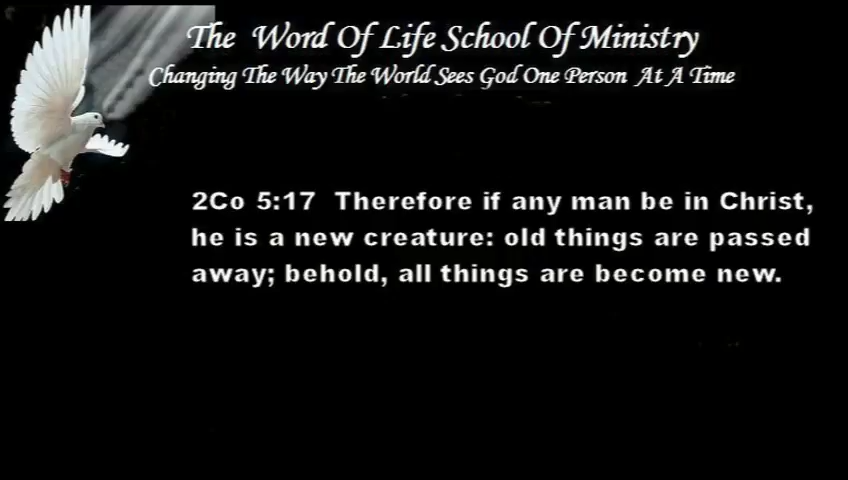 The Word Of Life School Of Ministry
Changing The Way The World Sees God One Person At A Time
2Co 5:17 Therefore if any man be in Christ,
he is a new creature: old things are passed
away; behold, all things are become new.